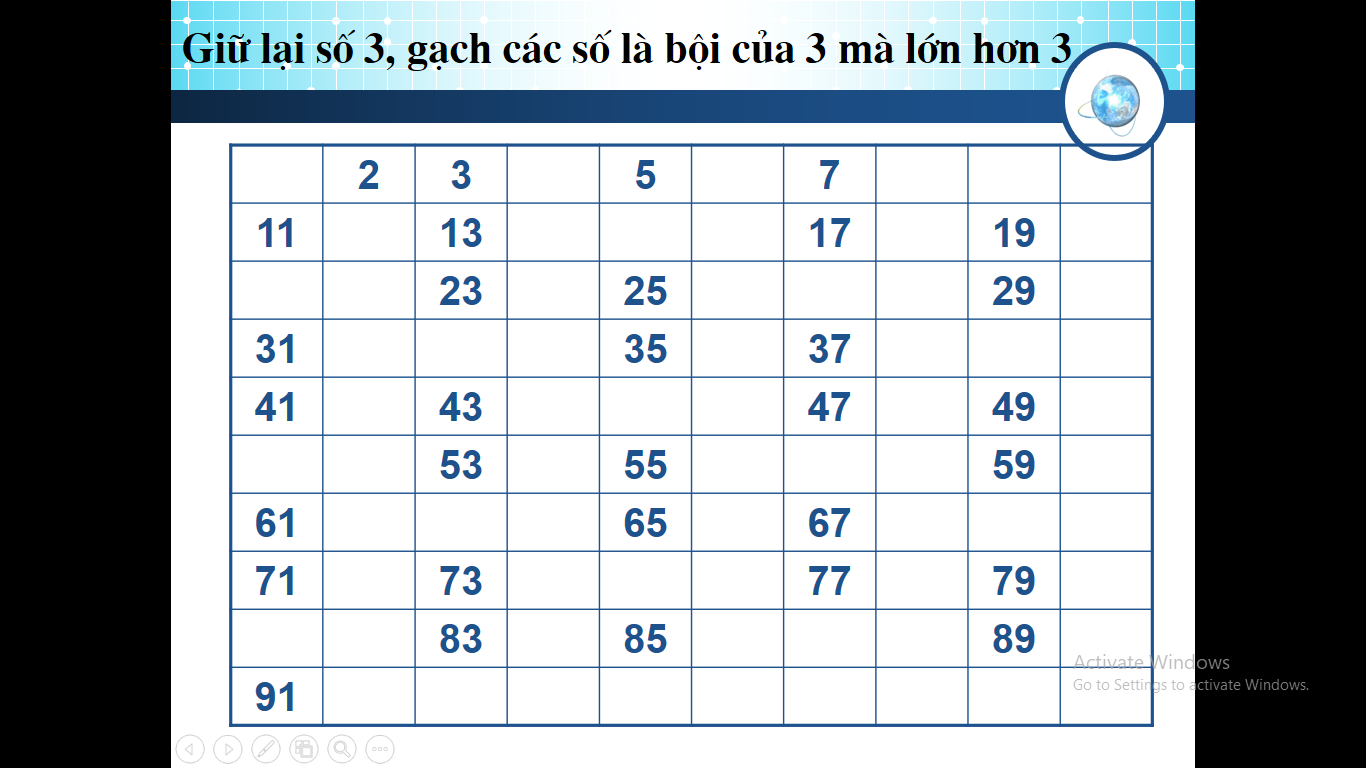 Giữ lại số 3, gạch các số là bội của 3 mà lớn hơn 3
2 3 5 7
11 13 17 19
23 25 29
31 35 37
41 43 47 49
53 55 59
61 65 67
71 73 77 79
83 85 89
91
Activate Windows
Go to Settings to activate Windows.